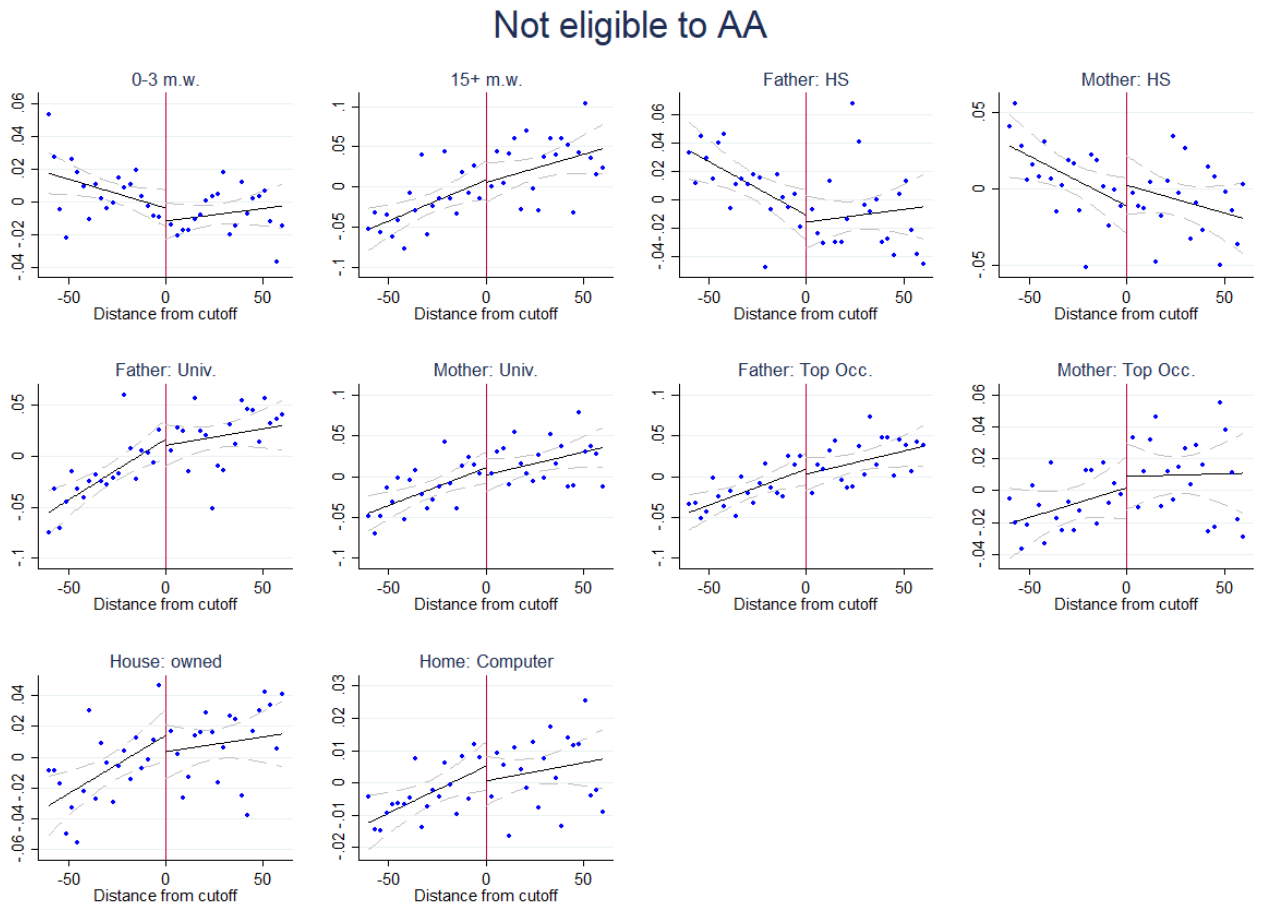 Not eligible to AA
0-3 m.w.
-.04 -.02 0 .02 .04 .06
-50 0 50
Distance from cutoff
15+ m.w.
-.1 -.05 0 .05 .1
-50 0 50
Distance from cutoff
Father: HS
-.04 -.02 0 .02 .04 .06
-50 0 50
Distance from cutoff
Mother: HS
-.05 0 .05
-50 0 50
Distance from cutoff
Father: Univ.
-.1 -.05 0 .05
-50 0 50
Distance from cutoff
Mother: Univ.
-.1 -.05 0 .05 .1
-50 0 50
Distance from cutoff
Father: Top Occ.
-.1 -.05 0 .05 .1
-50 0 50
Distance from cutoff
Mother: Top Occ.
-.04 -.02 0 .02 .04 .06
-50 0 50
Distance from cutoff
House: owned
-.06 -.04 -.02 0 .02 .04
-50 0 50
Distance from cutoff
Home: Computer
-.02 -.01 0 .01 .02 .03
-50 0 50
Distance from cutoff